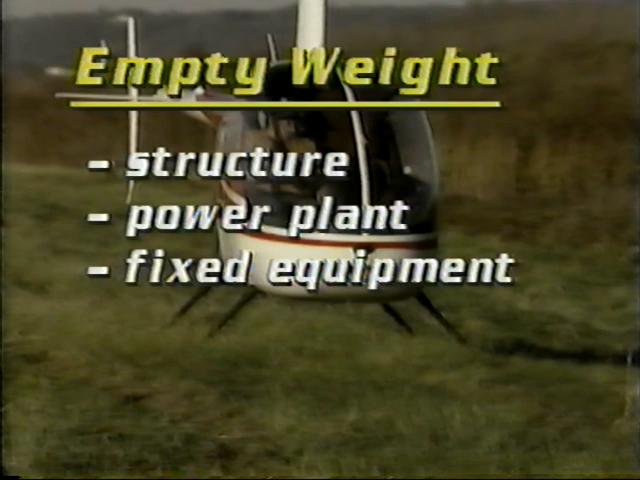 Empty Weight
- structure
- power plant
- fixed equipment